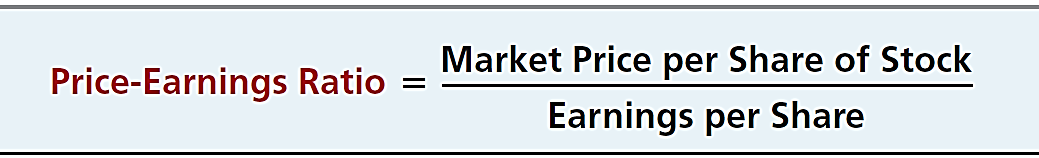 Price-Earnings Ratio = Market Price per Share of Stock
Earnings per Share